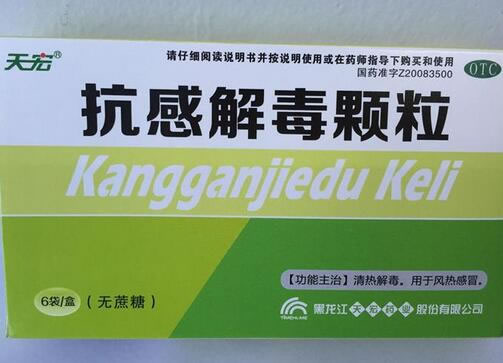 天宏®
请仔细阅读说明书并按说明使用或在药师指导下购买和使用
国药准字Z20083500
OTC
抗感解毒颗粒
Kangganjiedu Keli
【功能主治】清热解毒。用于风热感冒。
6袋/盒（无蔗糖）
黑龙江天宏药业股份有限公司